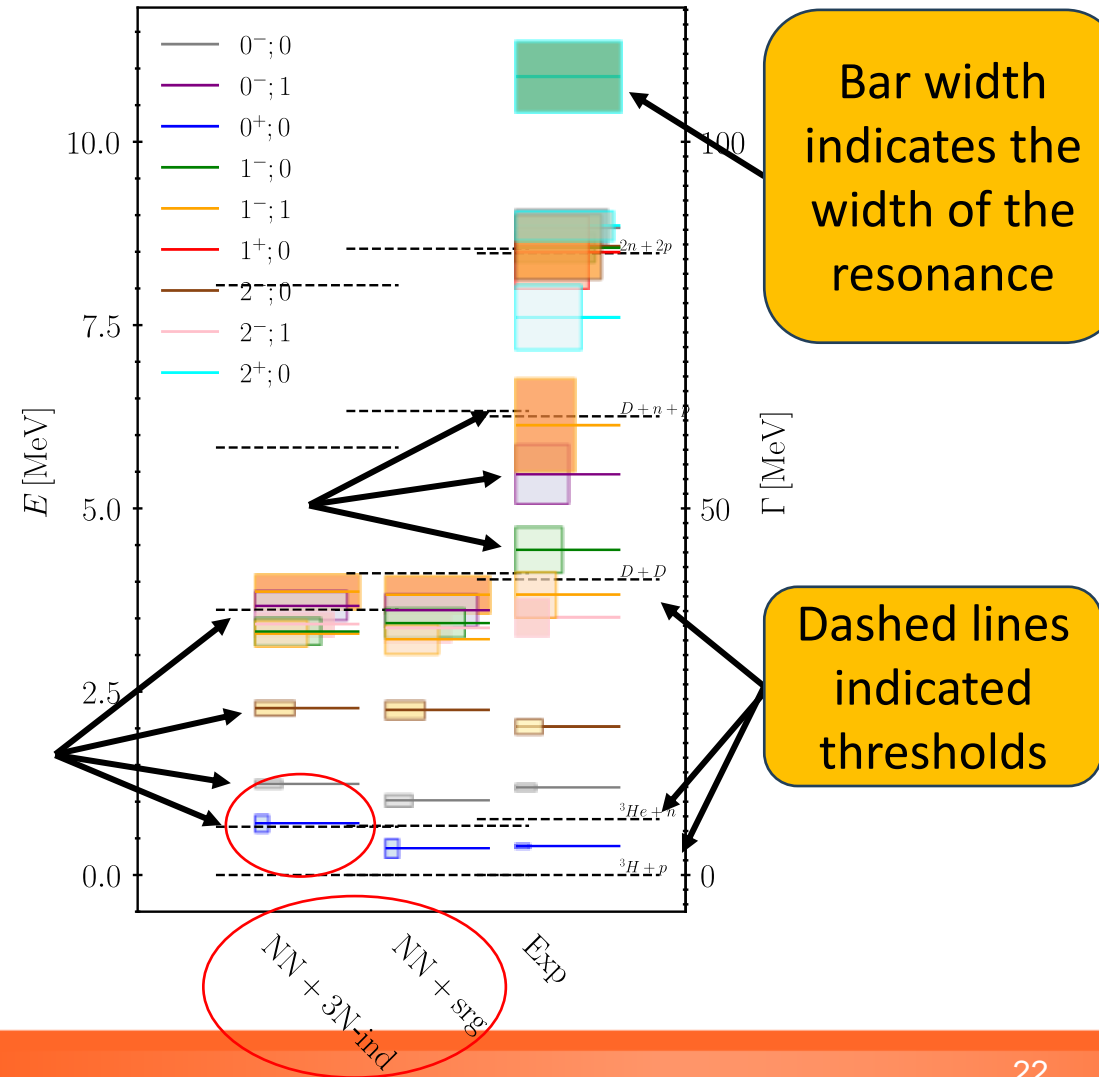 0⁻; 0
0⁻; 1
0⁺; 0
1⁻; 0
1⁻; 1
1⁺; 0
2⁻; 0
2⁻; 1
2⁺; 0
10.0
7.5
5.0
2.5
0.0
E [MeV]
100
50
0
Γ [MeV]
2n + 2p
D + n + p
D + D
³He + n
³H + p
NN + 3N-ind
NN + srg
Exp
Bar width
indicates the
width of the
resonance
Dashed lines
indicated
thresholds
22